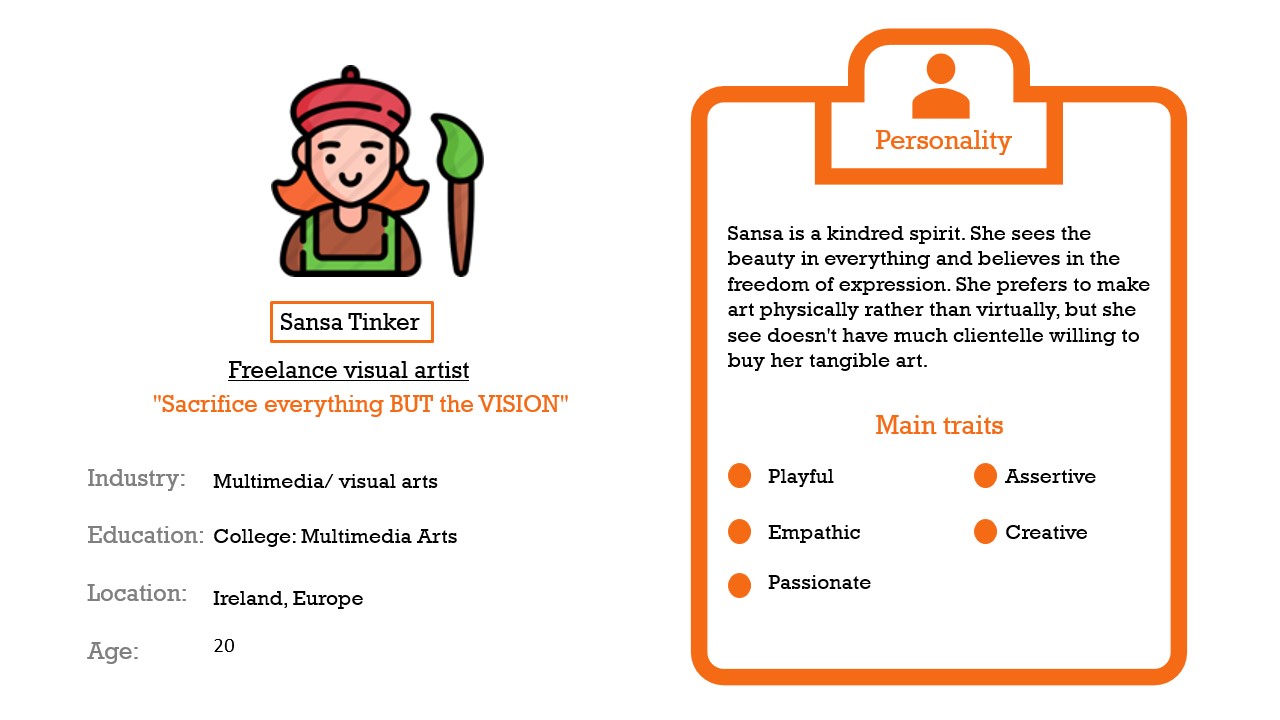 Sansa Tinker
Freelance visual artist
"Sacrifice everything BUT the VISION"
Industry: Multimedia/ visual arts
Education: College: Multimedia Arts
Location: Ireland, Europe
Age: 20
Personality
Sansa is a kindred spirit. She sees the
beauty in everything and believes in the
freedom of expression. She prefers to make
art physically rather than virtually, but she
see doesn't have much clientelle willing to
buy her tangible art.
Main traits
Playful
Assertive
Empathic
Creative
Passionate